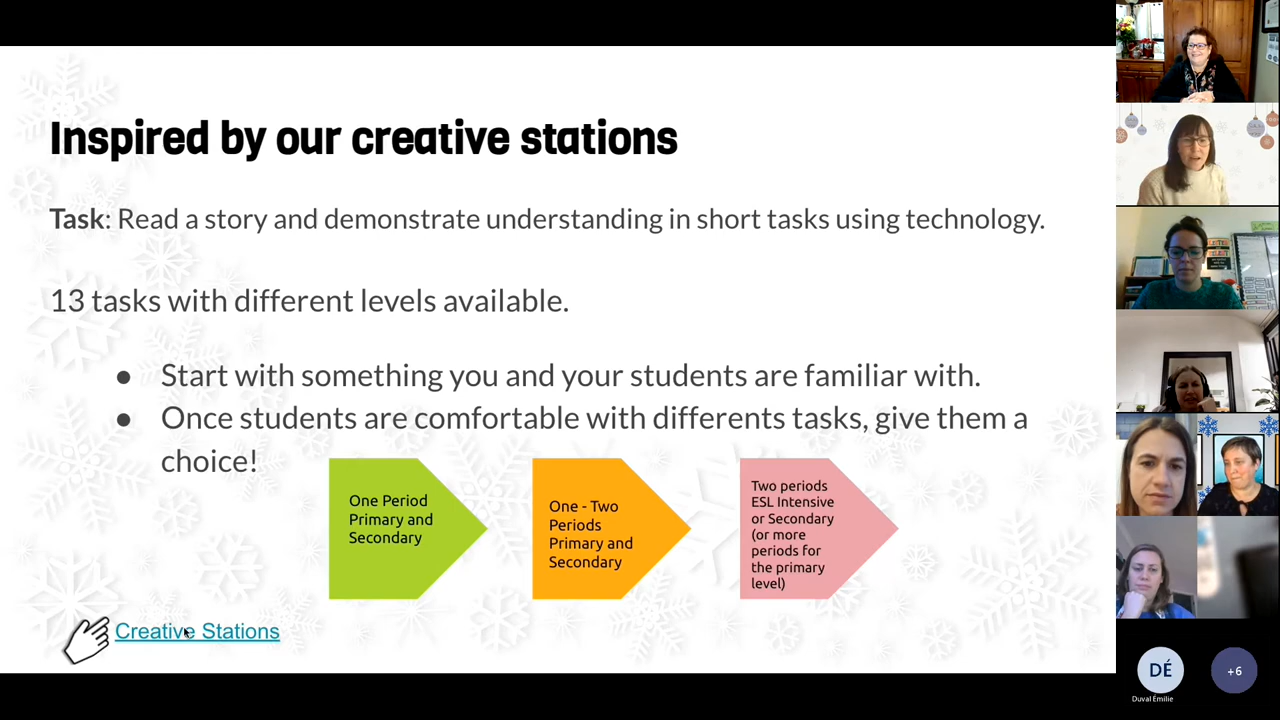 Inspired by our creative stations
Task: Read a story and demonstrate understanding in short tasks using technology.
13 tasks with different levels available.
● Start with something you and your students are familiar with.
● Once students are comfortable with differents tasks, give them a
choice!
One Period
Primary and
Secondary
One - Two
Periods
Primary and
Secondary
Two periods
ESL Intensive
or Secondary
(or more
periods for
the primary
level)
Creative Stations
DÉ
+6
Duval Émilie